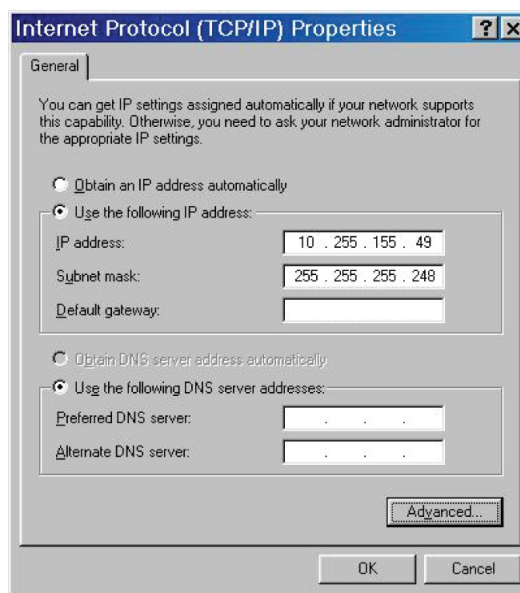 Internet Protocol (TCP/IP) Properties
General
You can get IP settings assigned automatically if your network supports
this capability. Otherwise, you need to ask your network administrator for
the appropriate IP settings.
Obtain an IP address automatically
Use the following IP address:
IP address: 10 . 255 . 155 . 49
Subnet mask: 255 . 255 . 255 . 248
Default gateway:
Obtain DNS server address automatically
Use the following DNS server addresses:
Preferred DNS server: . . .
Alternate DNS server: . . .
Advanced...
OK Cancel